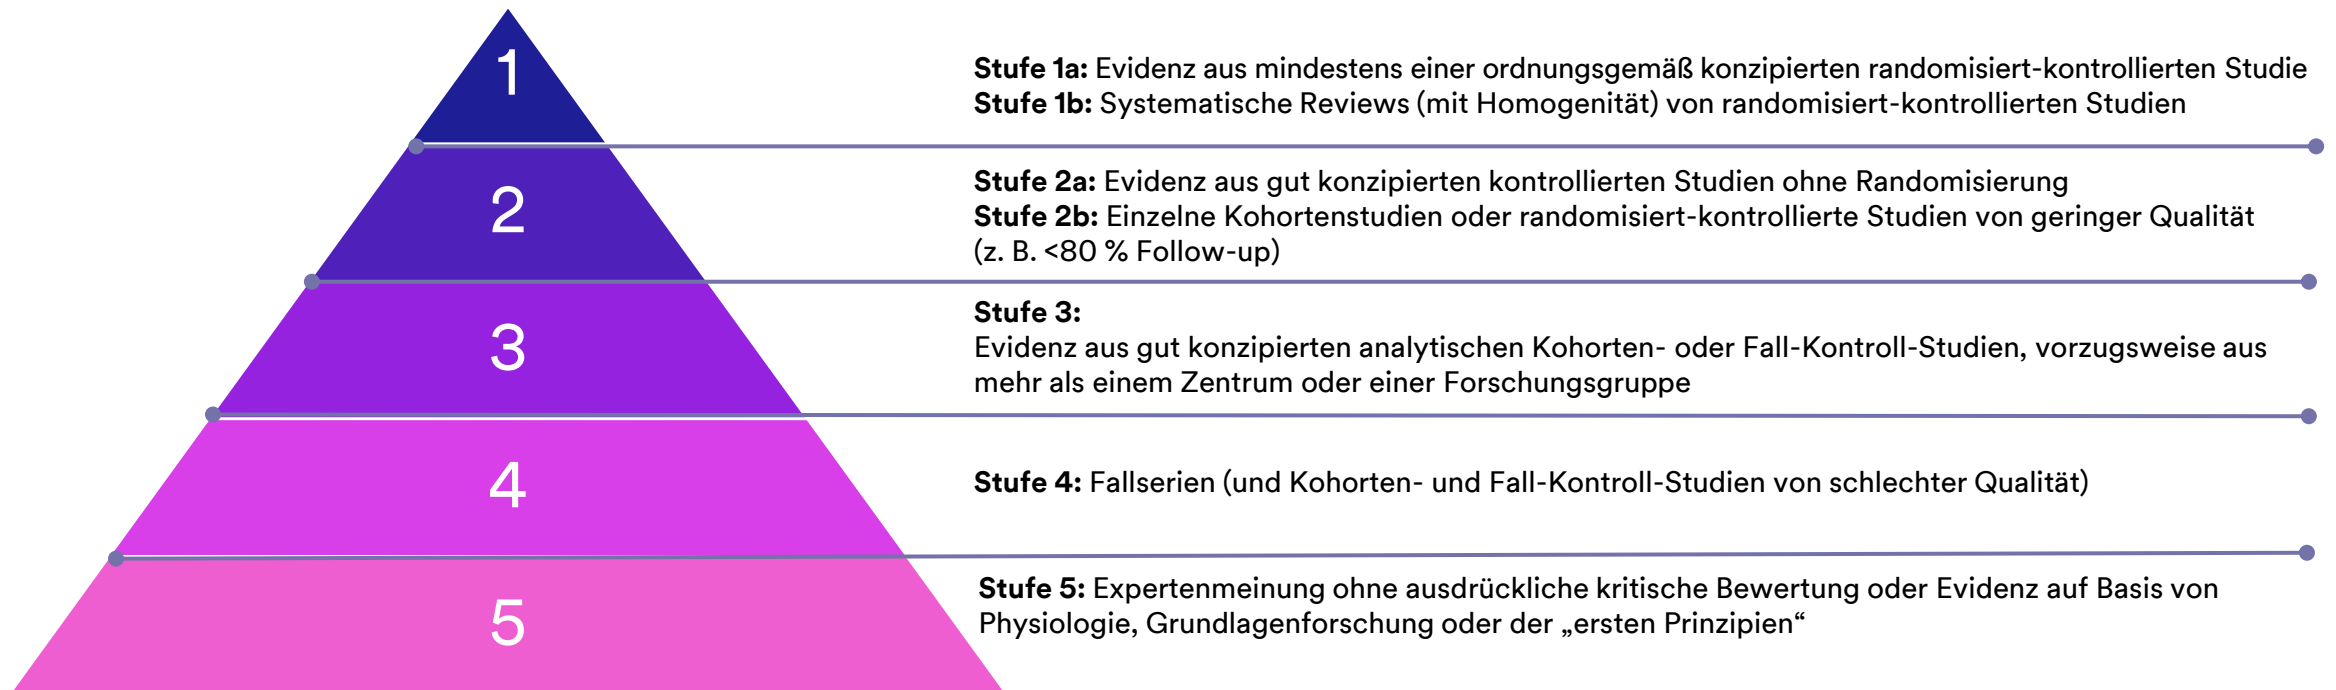 1
Stufe 1a: Evidenz aus mindestens einer ordnungsgemäß konzipierten randomisiert-kontrollierten Studie
Stufe 1b: Systematische Reviews (mit Homogenität) von randomisiert-kontrollierten Studien
2
Stufe 2a: Evidenz aus gut konzipierten kontrollierten Studien ohne Randomisierung
Stufe 2b: Einzelne Kohortenstudien oder randomisiert-kontrollierte Studien von geringer Qualität
(z. B. <80 % Follow-up)
3
Stufe 3:
Evidenz aus gut konzipierten analytischen Kohorten- oder Fall-Kontroll-Studien, vorzugsweise aus
mehr als einem Zentrum oder einer Forschungsgruppe
4
Stufe 4: Fallserien (und Kohorten- und Fall-Kontroll-Studien von schlechter Qualität)
5
Stufe 5: Expertenmeinung ohne ausdrückliche kritische Bewertung oder Evidenz auf Basis von
Physiologie, Grundlagenforschung oder der „ersten Prinzipien“